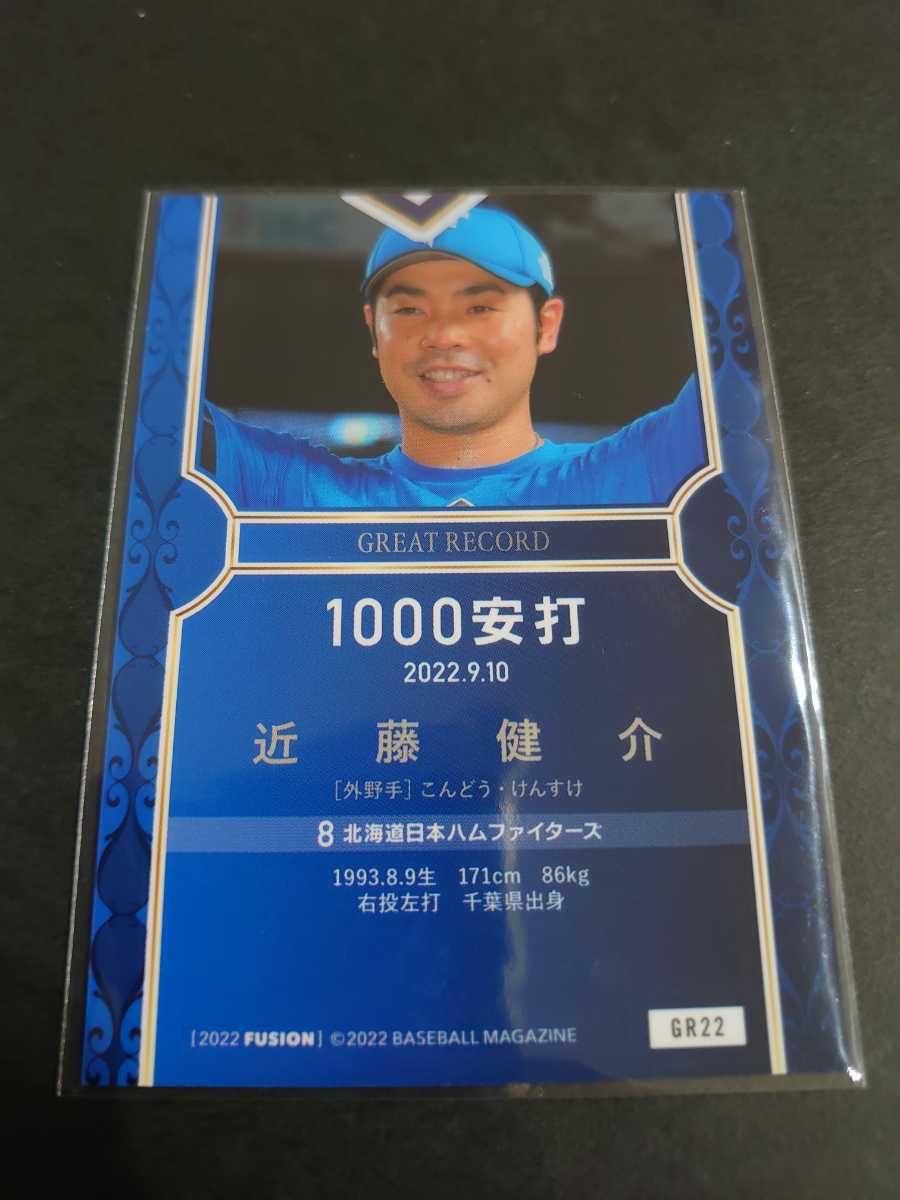 GREAT RECORD
1000安打
2022.9.10
近藤健介
［外野手］こんどう・けんすけ
8 北海道日本ハムファイターズ
1993.8.9生　171cm　86kg
右投左打　千葉県出身
GR22
[2022 FUSION] ©2022 BASEBALL MAGAZINE